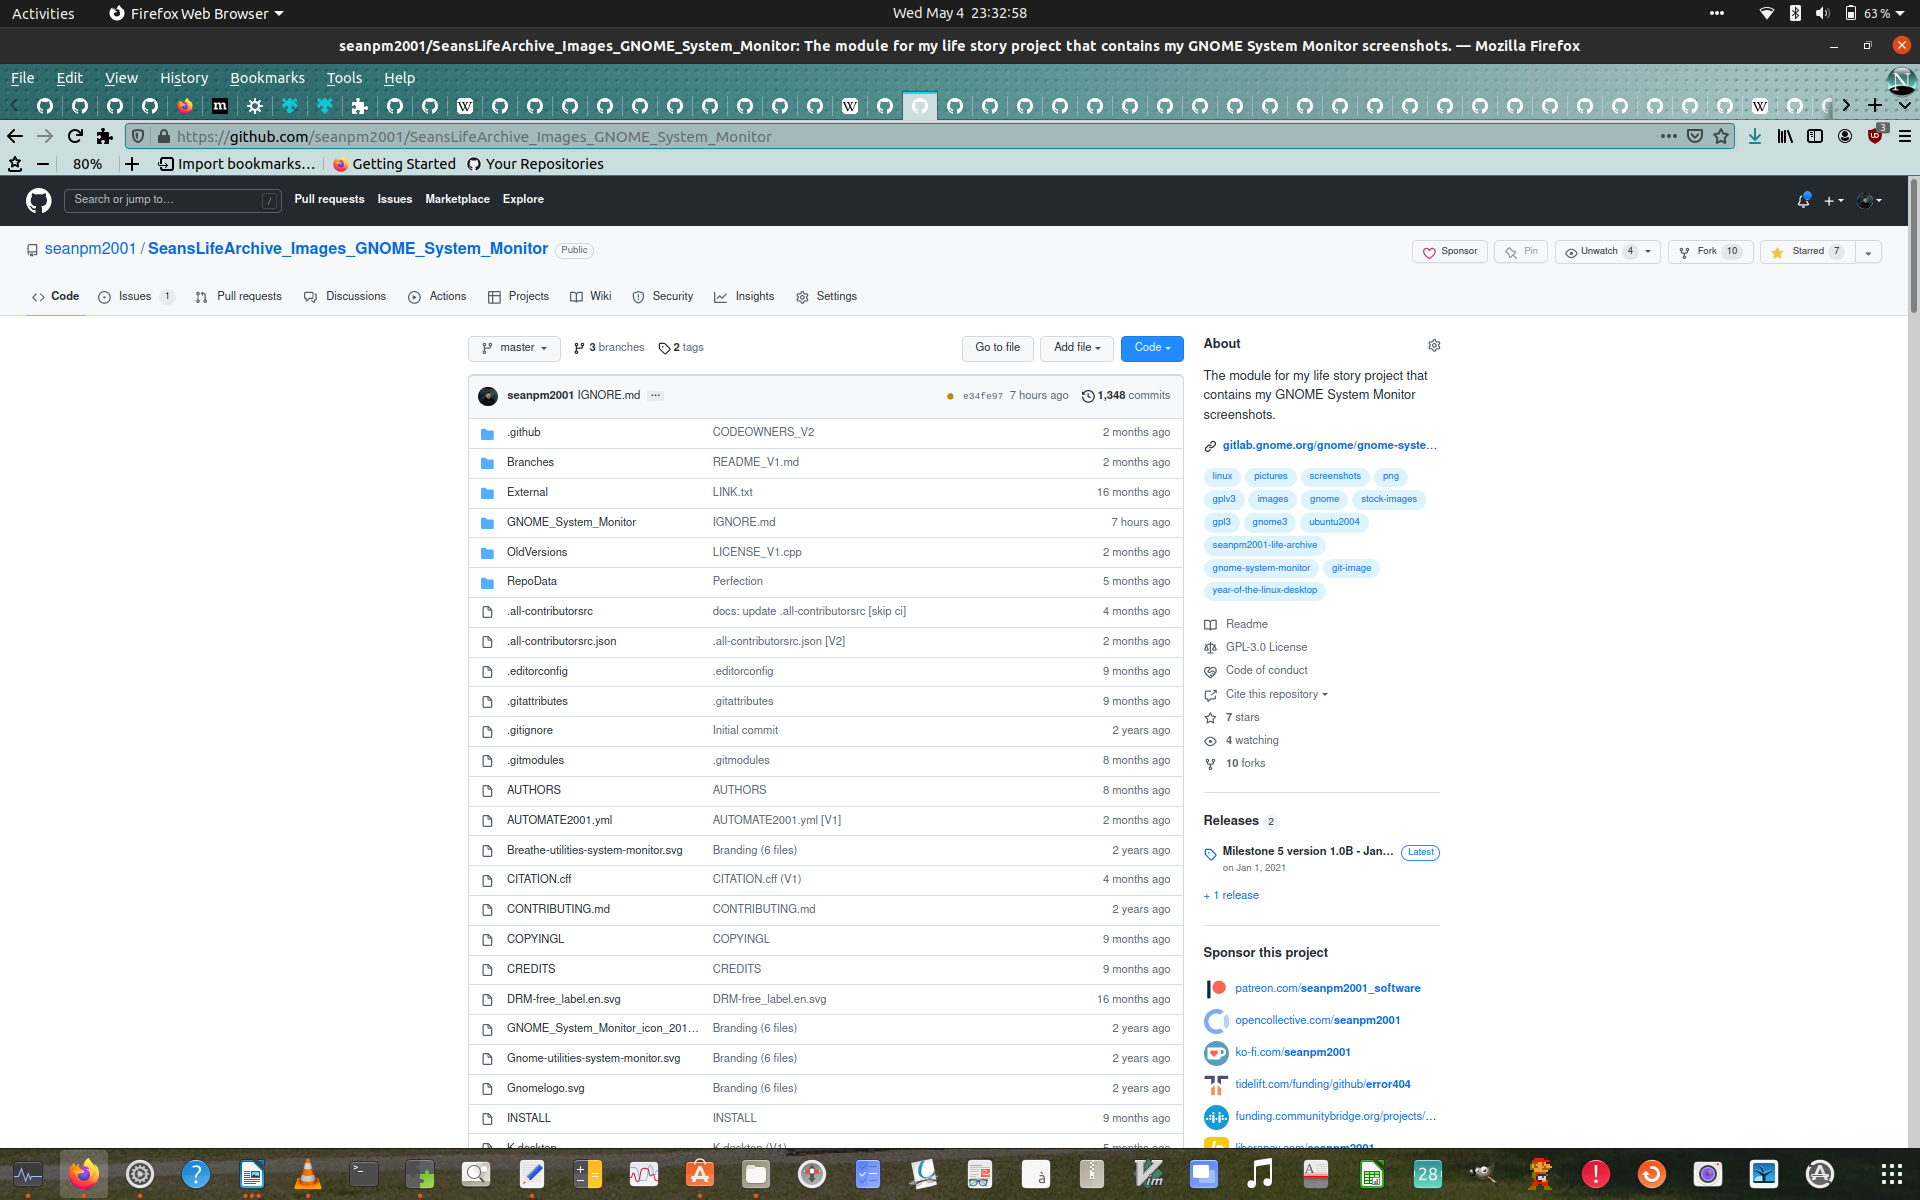 Activities
Firefox Web Browser
Wed May 4  23:32:58
63 %
seanpm2001/SeansLifeArchive_Images_GNOME_System_Monitor: The module for my life story project that contains my GNOME System Monitor screenshots. — Mozilla Firefox
File Edit View History Bookmarks Tools Help
https://github.com/seanpm2001/SeansLifeArchive_Images_GNOME_System_Monitor
3
80%
Import bookmarks…
Getting Started
Your Repositories
Search or jump to…
/
Pull requests Issues Marketplace Explore
seanpm2001 / SeansLifeArchive_Images_GNOME_System_Monitor Public
Sponsor
Pin
Unwatch 4
Fork 10
Starred 7
Code
Issues 1
Pull requests
Discussions
Actions
Projects
Wiki
Security
Insights
Settings
master
3 branches
2 tags
Go to file
Add file
Code
seanpm2001 IGNORE.md ...
e34fe97 7 hours ago
1,348 commits
.github CODEOWNERS_V2 2 months ago
Branches README_V1.md 2 months ago
External LINK.txt 16 months ago
GNOME_System_Monitor IGNORE.md 7 hours ago
OldVersions LICENSE_V1.cpp 2 months ago
RepoData Perfection 5 months ago
.all-contributorsrc docs: update .all-contributorsrc [skip ci] 4 months ago
.all-contributorsrc.json .all-contributorsrc.json [V2] 2 months ago
.editorconfig .editorconfig 9 months ago
.gitattributes .gitattributes 9 months ago
.gitignore Initial commit 2 years ago
.gitmodules .gitmodules 8 months ago
AUTHORS AUTHORS 8 months ago
AUTOMATE2001.yml AUTOMATE2001.yml [V1] 2 months ago
Breathe-utilities-system-monitor.svg Branding (6 files) 2 years ago
CITATION.cff CITATION.cff (V1) 4 months ago
CONTRIBUTING.md CONTRIBUTING.md 2 years ago
COPYINGL COPYINGL 9 months ago
CREDITS CREDITS 9 months ago
DRM-free_label.en.svg DRM-free_label.en.svg 16 months ago
GNOME_System_Monitor_icon_201… Branding (6 files) 2 years ago
Gnome-utilities-system-monitor.svg Branding (6 files) 2 years ago
Gnomelogo.svg Branding (6 files) 2 years ago
INSTALL INSTALL 9 months ago
About
The module for my life story project that
contains my GNOME System Monitor
screenshots.
gitlab.gnome.org/gnome/gnome-syste…
linux pictures screenshots png
gplv3 images gnome stock-images
gpl3 gnome3 ubuntu2004
seanpm2001-life-archive
gnome-system-monitor git-image
year-of-the-linux-desktop
Readme
GPL-3.0 License
Code of conduct
Cite this repository
7 stars
4 watching
10 forks
Releases 2
Milestone 5 version 1.0B - Jan… Latest
on Jan 1, 2021
+ 1 release
Sponsor this project
patreon.com/seanpm2001_software
opencollective.com/seanpm2001
ko-fi.com/seanpm2001
tidelift.com/funding/github/error404
funding.communitybridge.org/projects/…
28